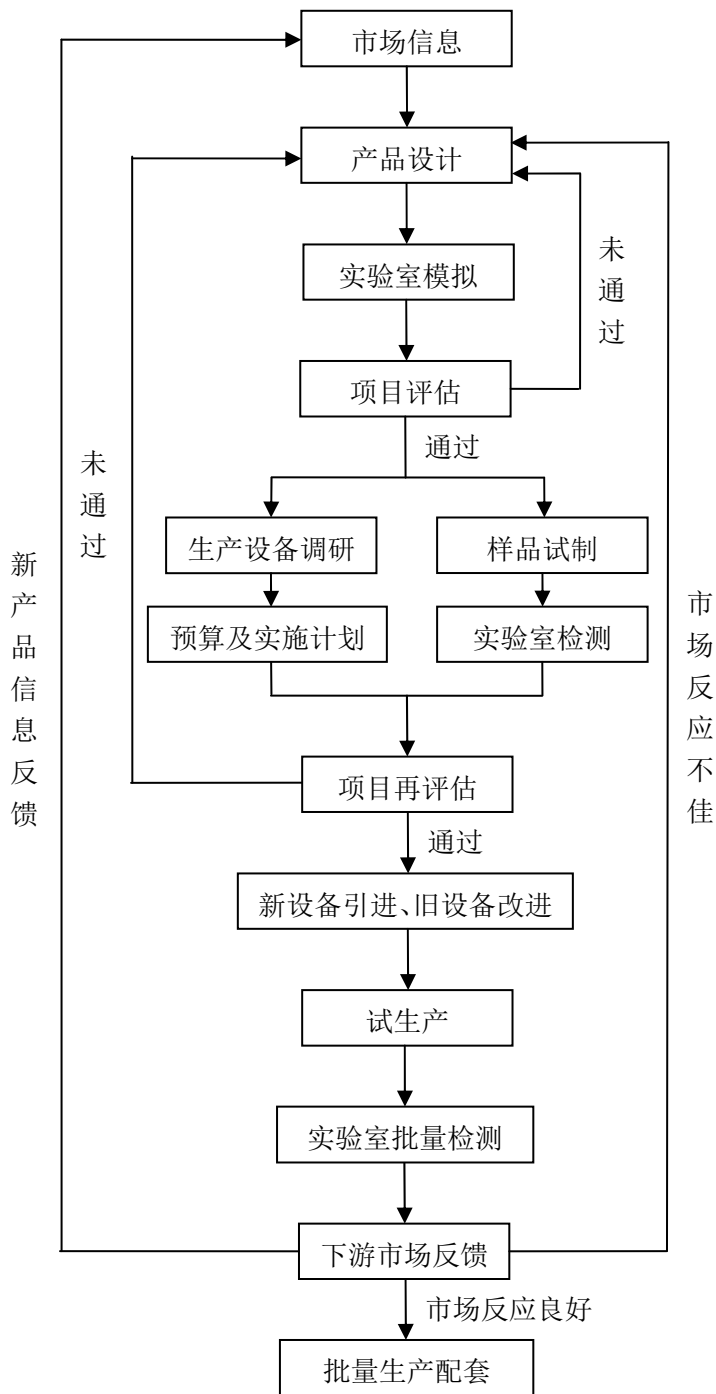 市场信息
产品设计
实验室模拟
未通过
项目评估
通过
未通过
生产设备调研
样品试制
新产品信息反馈
预算及实施计划
实验室检测
市场反应不佳
项目再评估
通过
新设备引进、旧设备改进
试生产
实验室批量检测
下游市场反馈
市场反应良好
批量生产配套